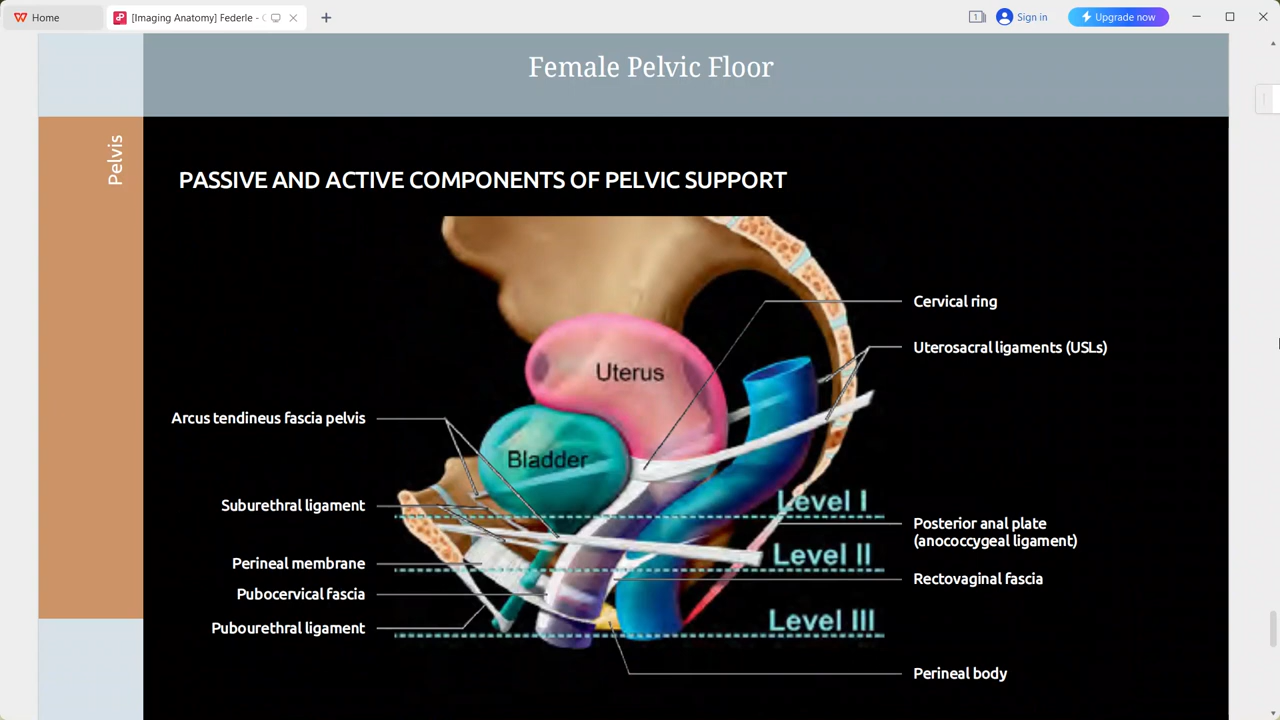 Home
[Imaging Anatomy] Federle -
1
Sign in
Upgrade now
Female Pelvic Floor
Pelvis
PASSIVE AND ACTIVE COMPONENTS OF PELVIC SUPPORT
Cervical ring
Uterosacral ligaments (USLs)
Uterus
Arcus tendineus fascia pelvis
Bladder
Level I
Suburethral ligament
Posterior anal plate
(anococcygeal ligament)
Level II
Perineal membrane
Rectovaginal fascia
Pubocervical fascia
Level III
Pubourethral ligament
Perineal body